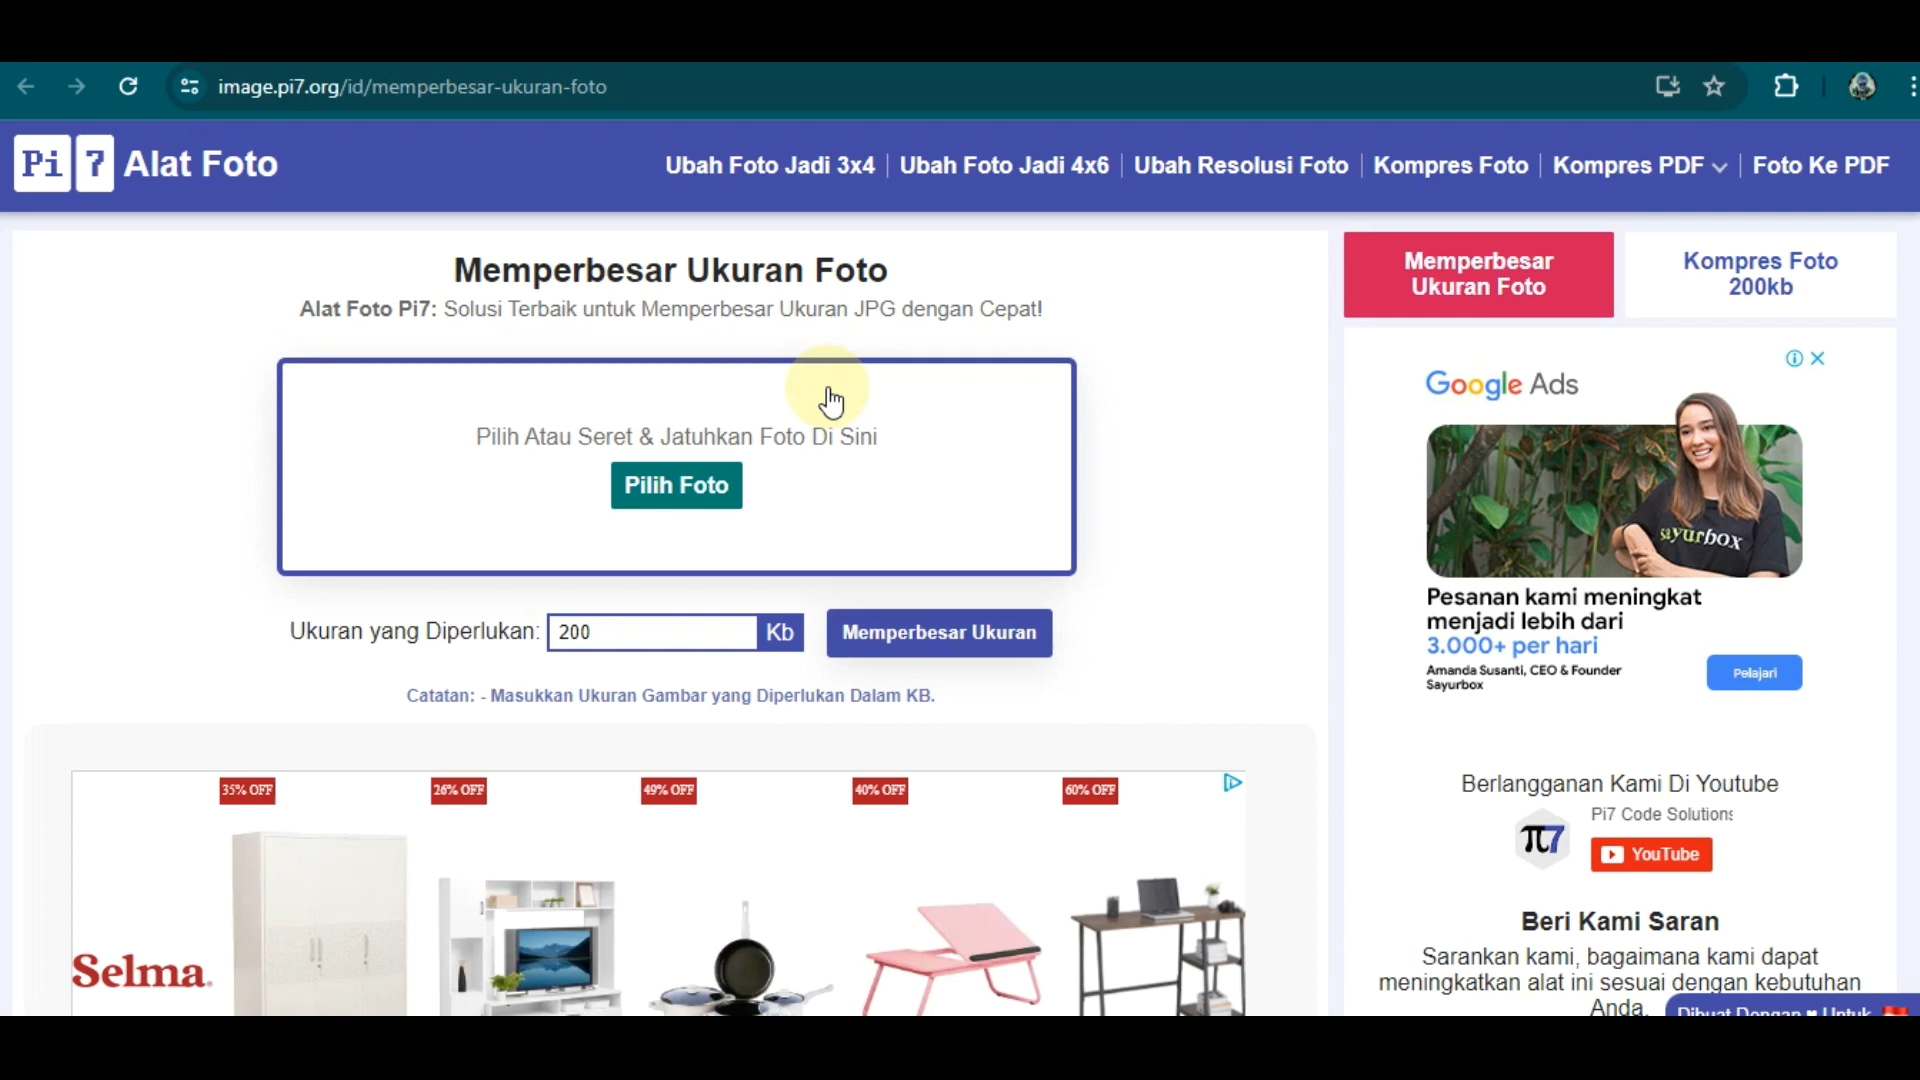 image.pi7.org/id/memperbesar-ukuran-foto
Pi 7 Alat Foto
Ubah Foto Jadi 3x4 | Ubah Foto Jadi 4x6 | Ubah Resolusi Foto | Kompres Foto | Kompres PDF | Foto Ke PDF
Memperbesar Ukuran Foto
Alat Foto Pi7: Solusi Terbaik untuk Memperbesar Ukuran JPG dengan Cepat!
Pilih Atau Seret & Jatuhkan Foto Di Sini
Pilih Foto
Ukuran yang Diperlukan: 200 Kb Memperbesar Ukuran
Catatan: - Masukkan Ukuran Gambar yang Diperlukan Dalam KB.
35% OFF 26% OFF 49% OFF 40% OFF 60% OFF
Selma.
Memperbesar
Ukuran Foto
Kompres Foto
200kb
Google Ads
sayurbox
Pesanan kami meningkat
menjadi lebih dari
3.000+ per hari
Amanda Susanti, CEO & Founder
Sayurbox
Pelajari
Berlangganan Kami Di Youtube
Pi7 Code Solutions
π7
YouTube
Beri Kami Saran
Sarankan kami, bagaimana kami dapat
meningkatkan alat ini sesuai dengan kebutuhan
Anda.
Dibuat Dengan ♥ Untuk